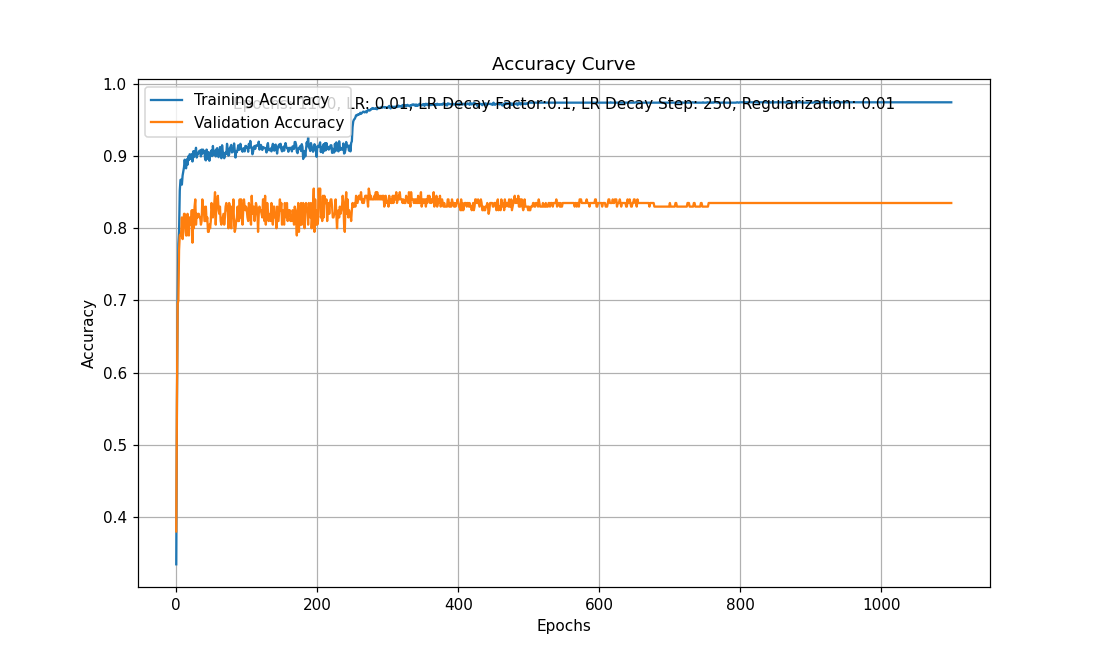 Accuracy Curve
Epochs: 1100, LR: 0.01, LR Decay Factor:0.1, LR Decay Step: 250, Regularization: 0.01
Training Accuracy
Validation Accuracy
1.0
0.9
0.8
0.7
0.6
0.5
0.4
Accuracy
0 200 400 600 800 1000
Epochs